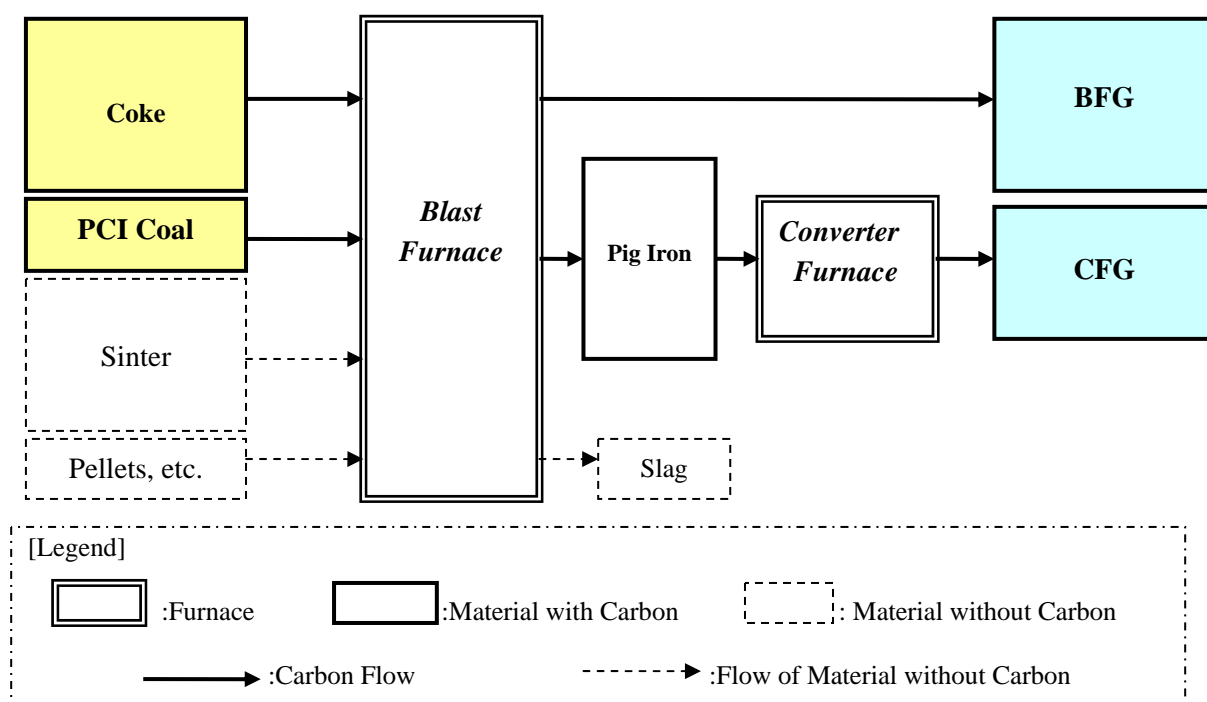 Coke
PCI Coal
Sinter
Pellets, etc.
Blast
Furnace
Pig Iron
Slag
Converter
Furnace
BFG
CFG
[Legend]
:Furnace
:Material with Carbon
: Material without Carbon
:Carbon Flow
:Flow of Material without Carbon